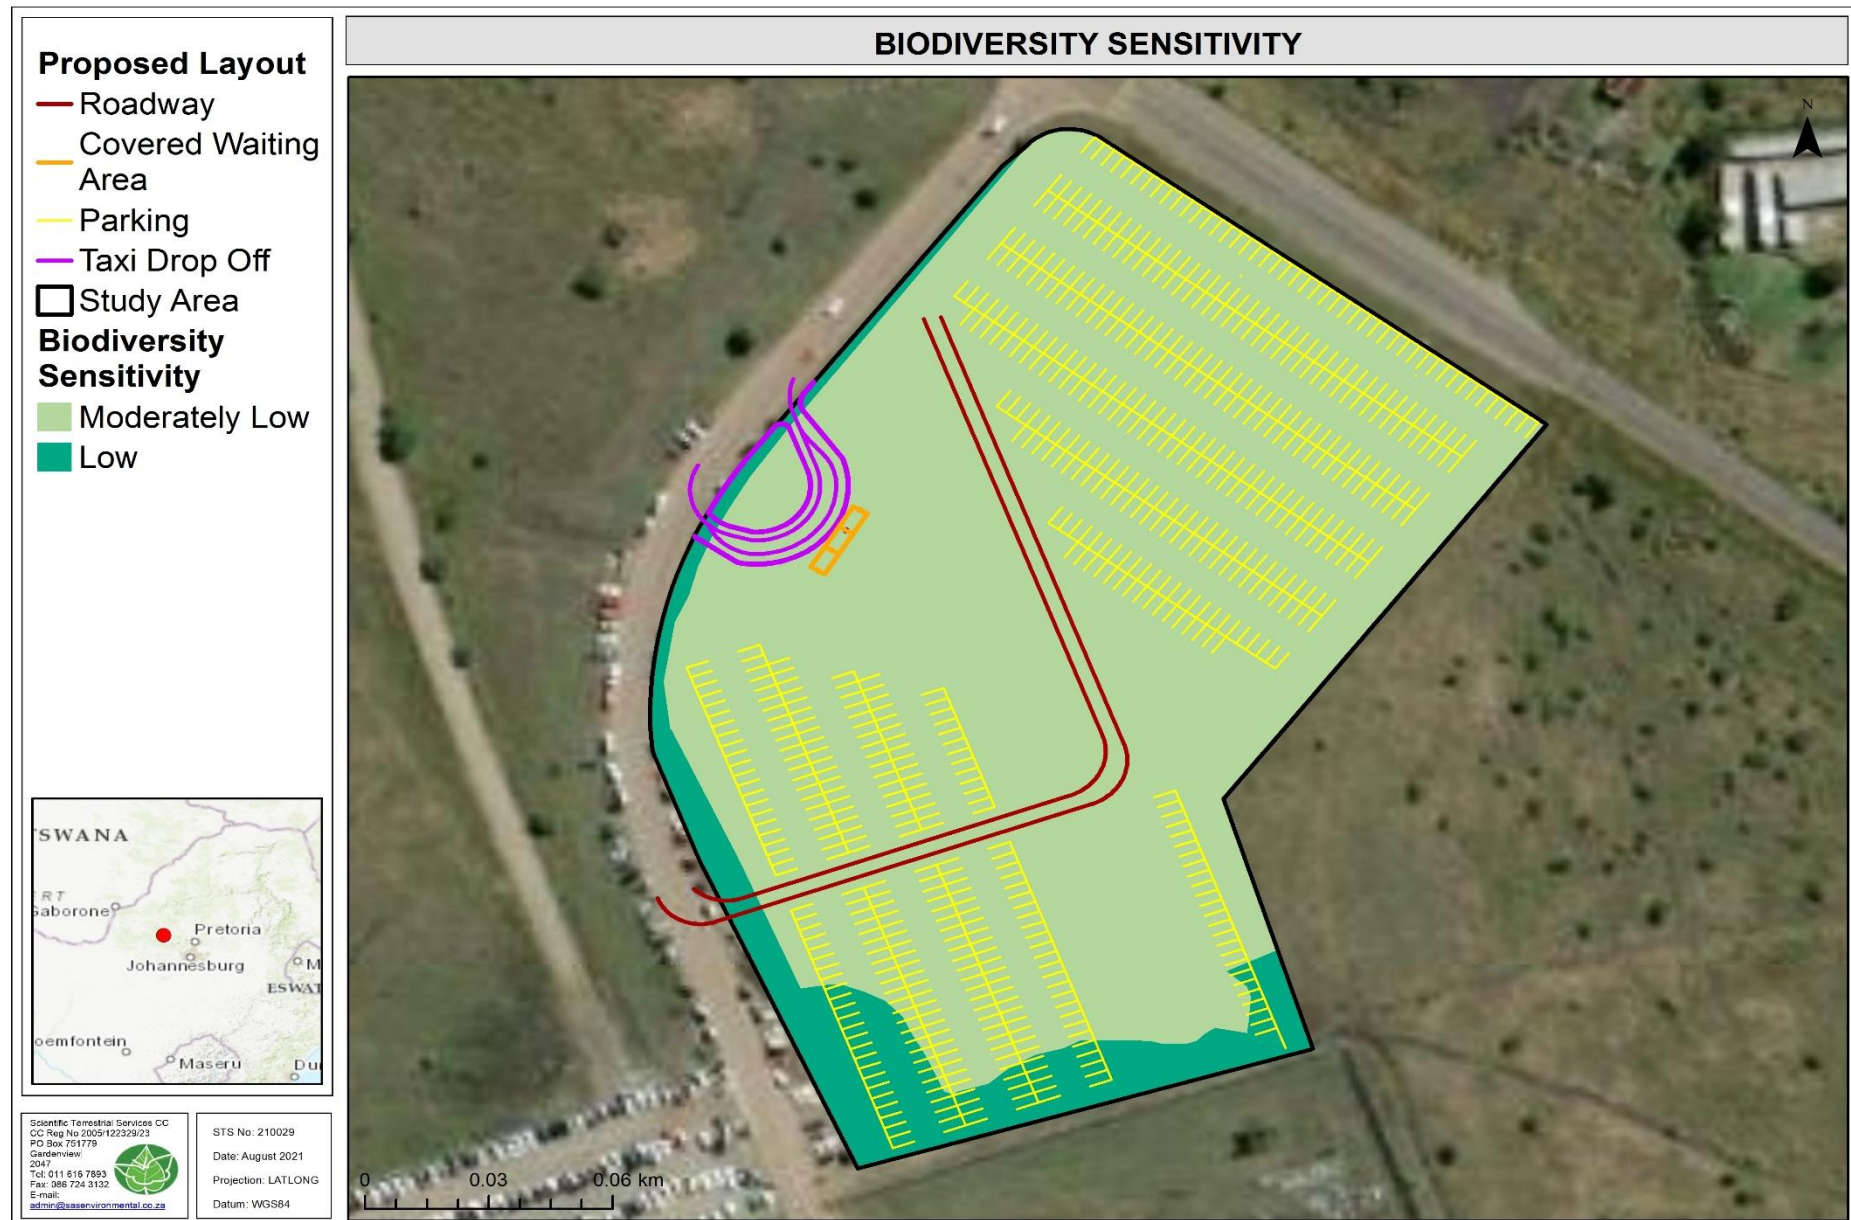 BIODIVERSITY SENSITIVITY
Proposed Layout
Roadway
Covered Waiting
Area
Parking
Taxi Drop Off
Study Area
Biodiversity
Sensitivity
Moderately Low
Low
N
TSWANA
ERT
Gaborone
Pretoria
Johannesburg
M
ESWAT
oemfontein
Maseru
Du
Scientific Terrestrial Services CC
CC Reg No 2005/122329/23
PO Box 751779
Gardenview
2047
Tel: 011 616 7893
Fax: 086 724 3132
E-mail:
admin@sasenvironmental.co.za
STS No: 210029
Date: August 2021
Projection: LATLONG
Datum: WGS84
0 0.03 0.06 km